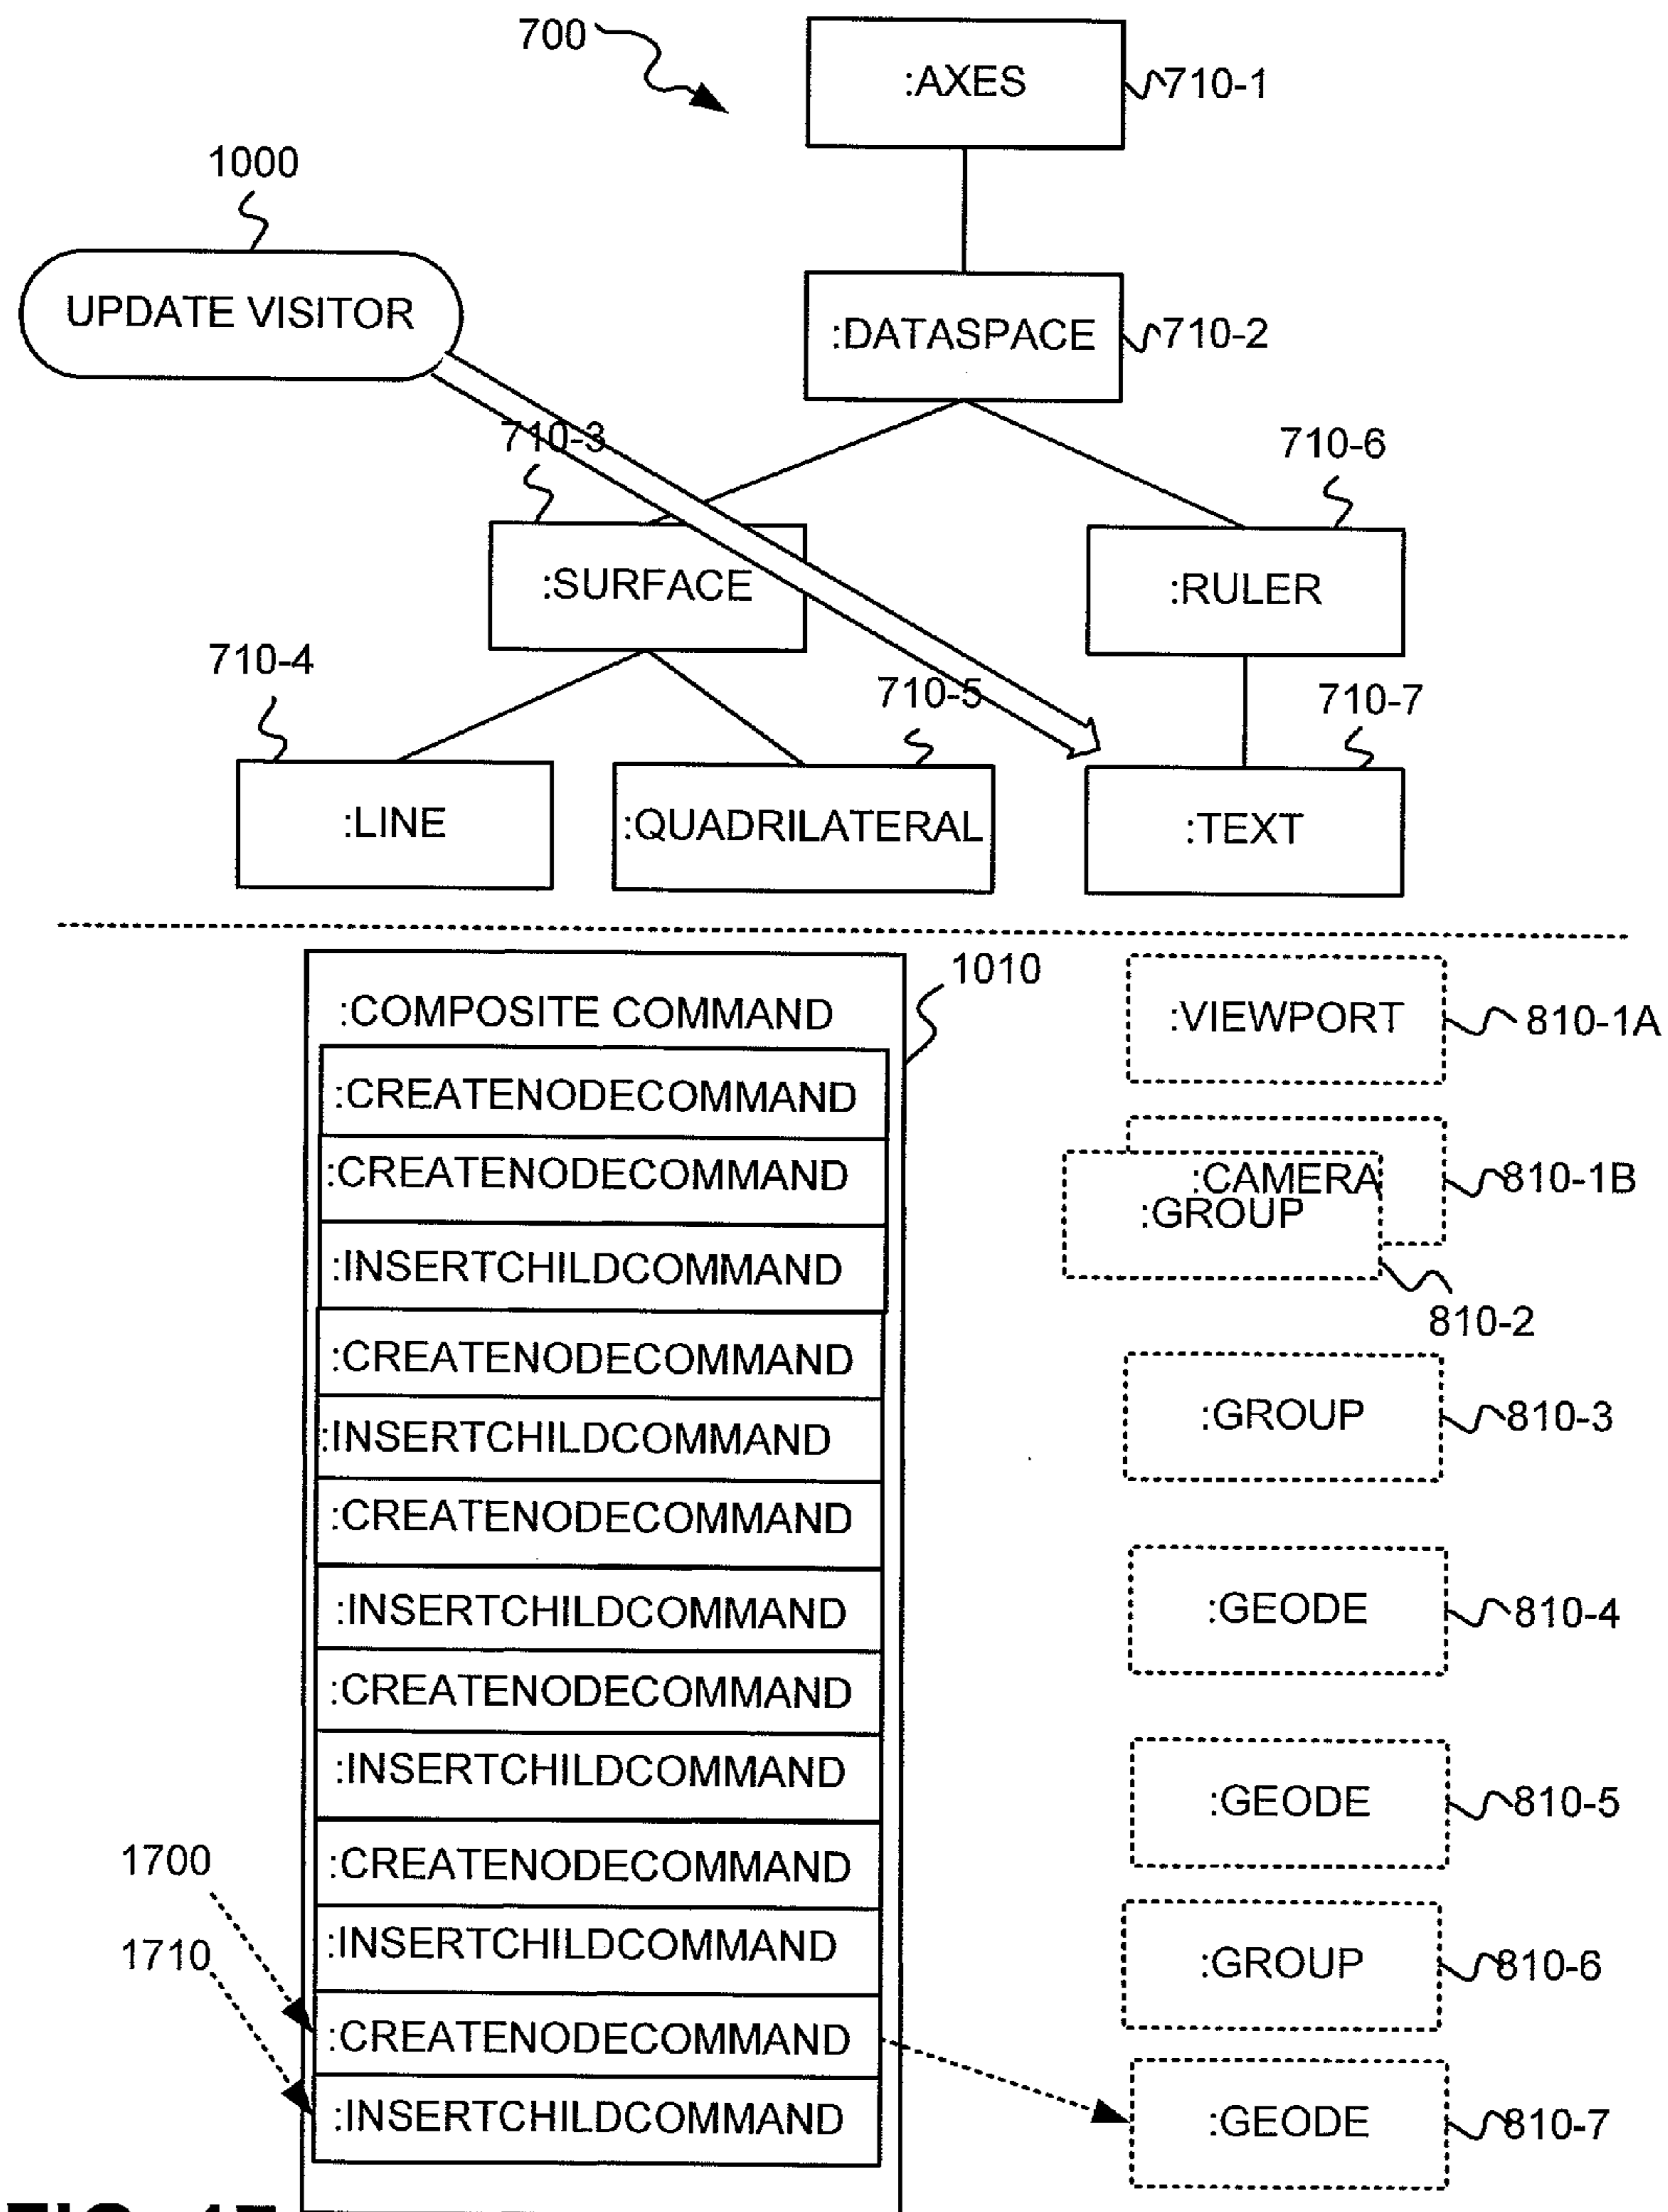 700
:AXES
710-1
1000
UPDATE VISITOR
:DATASPACE
710-2
710-3
710-6
:SURFACE
:RULER
710-4
710-5
710-7
:LINE
:QUADRILATERAL
:TEXT
1010
:COMPOSITE COMMAND
:CREATENODECOMMAND
:CREATENODECOMMAND
:INSERTCHILDCOMMAND
:CREATENODECOMMAND
:INSERTCHILDCOMMAND
:CREATENODECOMMAND
:INSERTCHILDCOMMAND
:CREATENODECOMMAND
:INSERTCHILDCOMMAND
:CREATENODECOMMAND
:INSERTCHILDCOMMAND
:CREATENODECOMMAND
:INSERTCHILDCOMMAND
1700
1710
:VIEWPORT
810-1A
:CAMERA
810-1B
:GROUP
810-2
:GROUP
810-3
:GEODE
810-4
:GEODE
810-5
:GROUP
810-6
:GEODE
810-7